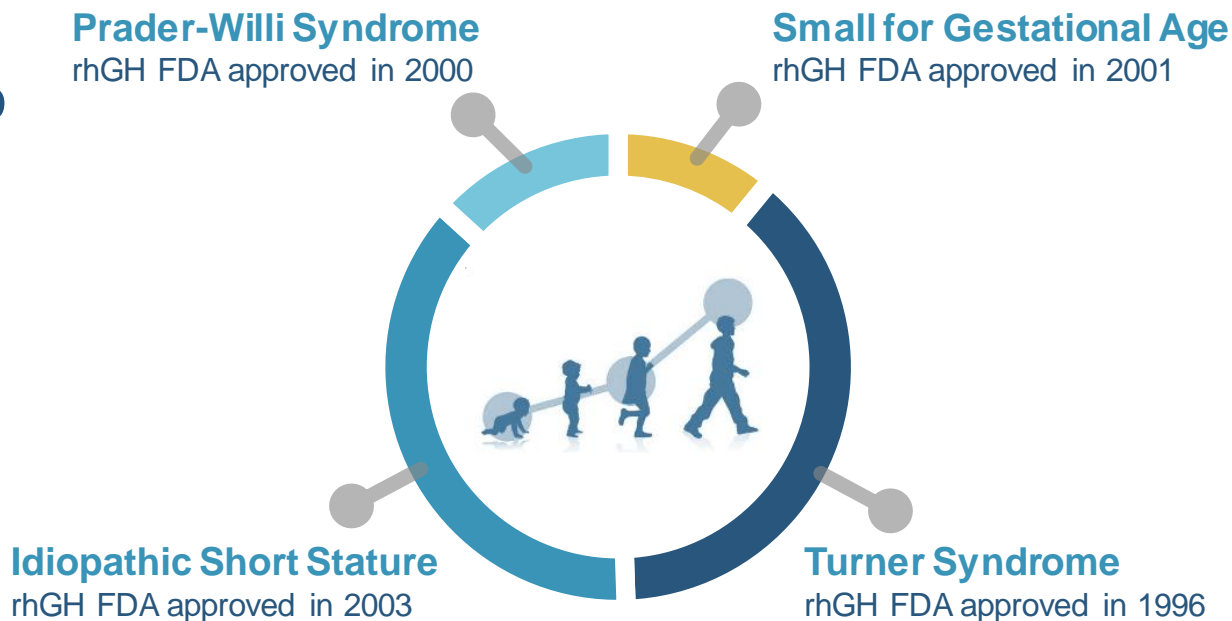 Prader-Willi Syndrome
rhGH FDA approved in 2000
Small for Gestational Age
rhGH FDA approved in 2001
Idiopathic Short Stature
rhGH FDA approved in 2003
Turner Syndrome
rhGH FDA approved in 1996